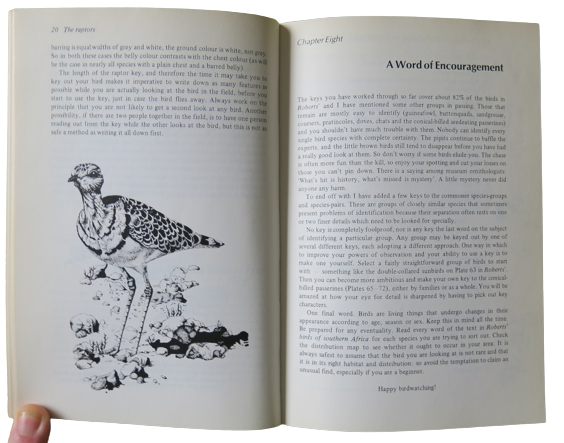 20 The raptors
barring is equal widths of grey and white, the ground colour is white, not grey.
So in both these cases the belly colour contrasts with the chest colour (as will
be the case in nearly all species with a plain chest and a barred belly).
The length of the raptor key, and therefore the time it may take you to
key out your bird makes it imperative to write down as many features as
possible while you are actually looking at the bird in the field, before you
start to use the key, just in case the bird flies away. Always work on the
principle that you are not likely to get a second look at any bird. Another
possibility, if there are two people together in the field, is to have one person
reading out from the key while the other looks at the bird, but this is not as
safe a method as writing it all down first.
Chapter Eight
A Word of Encouragement
The keys you have worked through so far cover about 82% of the birds in
Roberts' and I have mentioned some other groups in passing. Those that
remain are mostly easy to identify (guineafowl, buttonquails, sandgrouse,
coursers, pratincoles, doves, chats and the conical-billed seedeating passerines)
and you shouldn't have much trouble with them. Nobody can identify every
single bird species with complete certainty. The pipits continue to baffle the
experts, and the little brown birds still tend to disappear before you have had
a really good look at them. So don't worry if some birds elude you. The chase
is often more fun than the kill, so enjoy your spotting and cut your losses on
those you can't pin down. There is a saying among museum ornithologists:
'What's hit is history, what's missed is mystery'. A little mystery never did
anyone any harm.
To end off with I have added a few keys to the commoner species-groups
and species-pairs. These are groups of closely similar species that sometimes
present problems of identification because their separation often rests on one
or two finer details which need to be looked for specially.
No key is completely foolproof, nor is any key the last word on the subject
of identifying a particular group. Any group may be keyed out by one of
several different keys, each adopting a different approach. One way in which
to improve your powers of observation and your ability to use a key is to
make one yourself. Select a fairly straightforward group of birds to start
with – something like the double-collared sunbirds on Plate 63 in Roberts'.
Then you can become more ambitious and make your own key to the conical-
billed passerines (Plates 65–72), either by families or as a whole. You will be
amazed at how your eye for detail is sharpened by having to pick out key
characters.
One final word. Birds are living things that undergo changes in their
appearance according to age, season or sex. Keep this in mind all the time.
Be prepared for any eventuality. Read every word of the text in Roberts'
birds of southern Africa for each species you are trying to sort out. Check
the distribution map to see whether it ought to occur in your area. It is
always safest to assume that the bird you are looking at is not rare and that it
is in its right habitat and distribution: so avoid the temptation to claim an
unusual find, especially if you are a beginner.
Happy birdwatching!